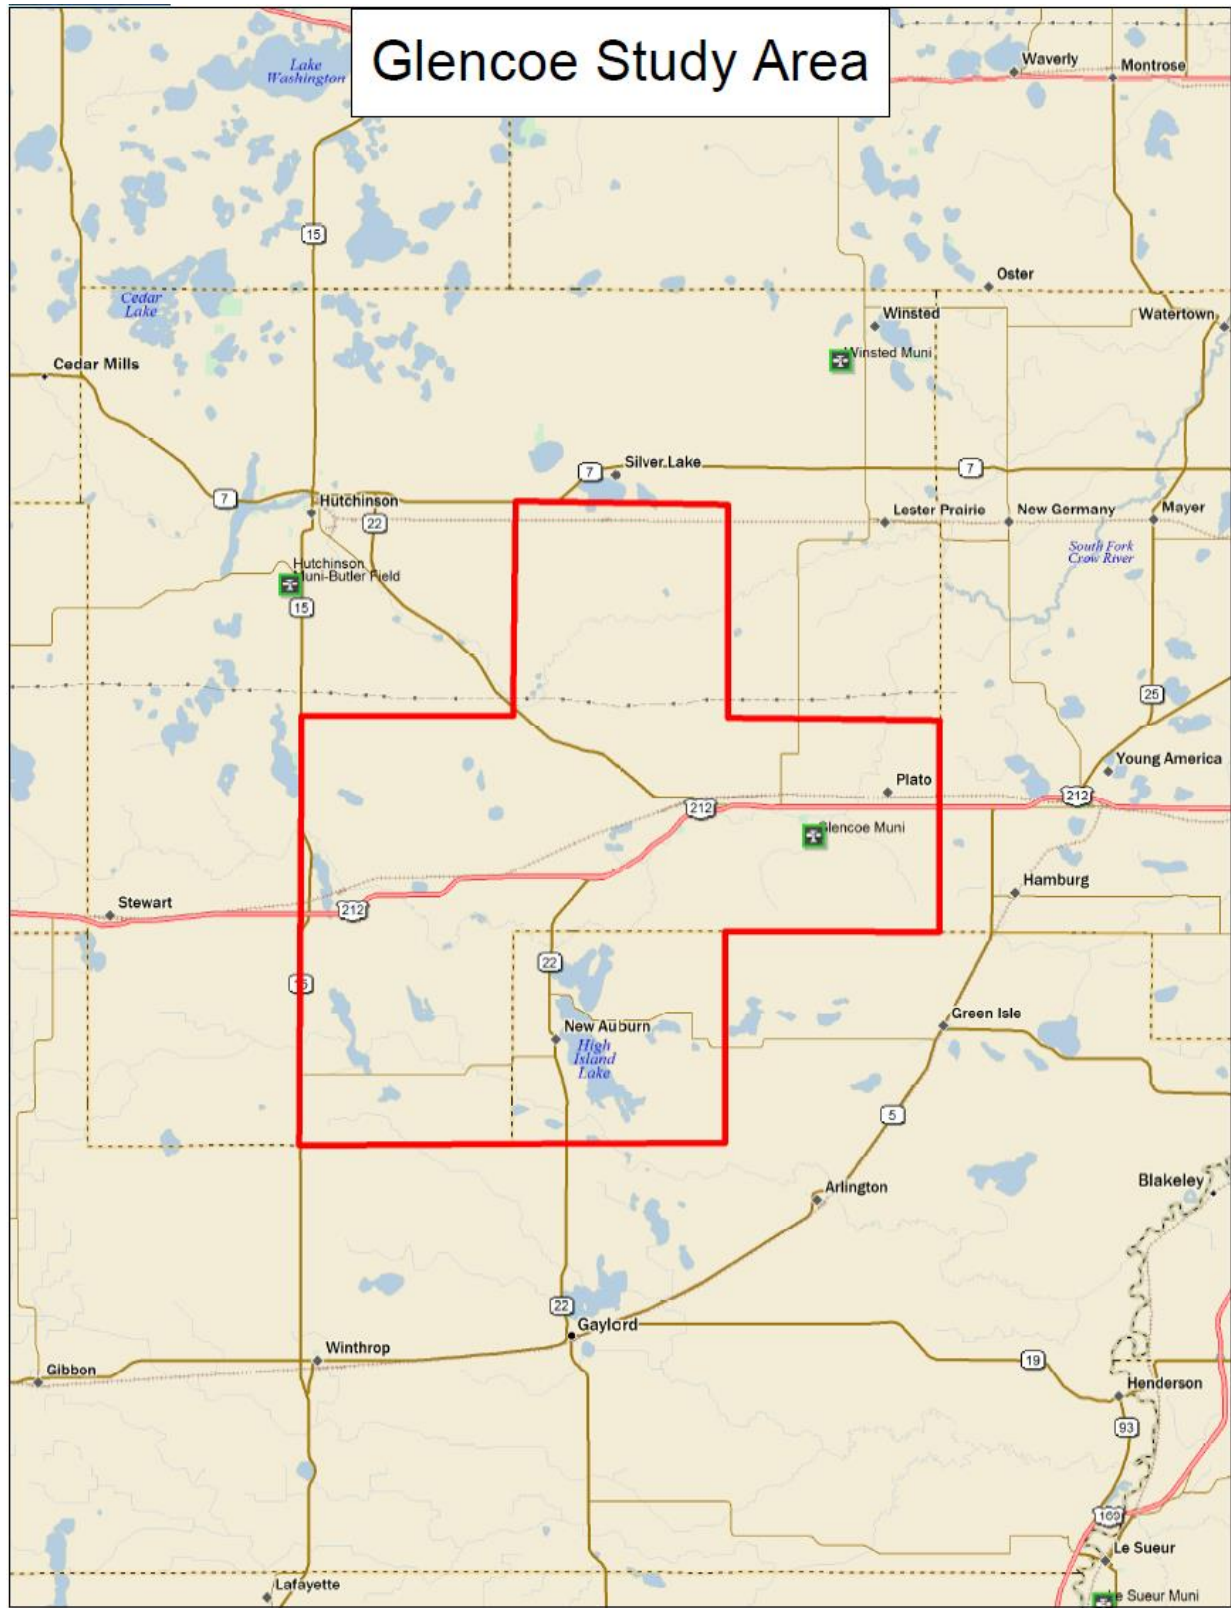 Glencoe Study Area
Lake
Washington
Waverly
Montrose
15
Oster
Cedar
Lake
Winsted
Watertown
Winsted Muni
Cedar Mills
7
Silver Lake
7
7
Hutchinson
22
Lester Prairie
New Germany
Mayer
South Fork
Crow River
Hutchinson
Muni-Butler Field
15
25
Young America
Plato
212
212
Glencoe Muni
Hamburg
Stewart
212
22
15
Green Isle
New Auburn
High
Island
Lake
5
Blakeley
Arlington
22
Gaylord
Winthrop
19
Gibbon
Henderson
93
169
Le Sueur
Lafayette
Le Sueur Muni